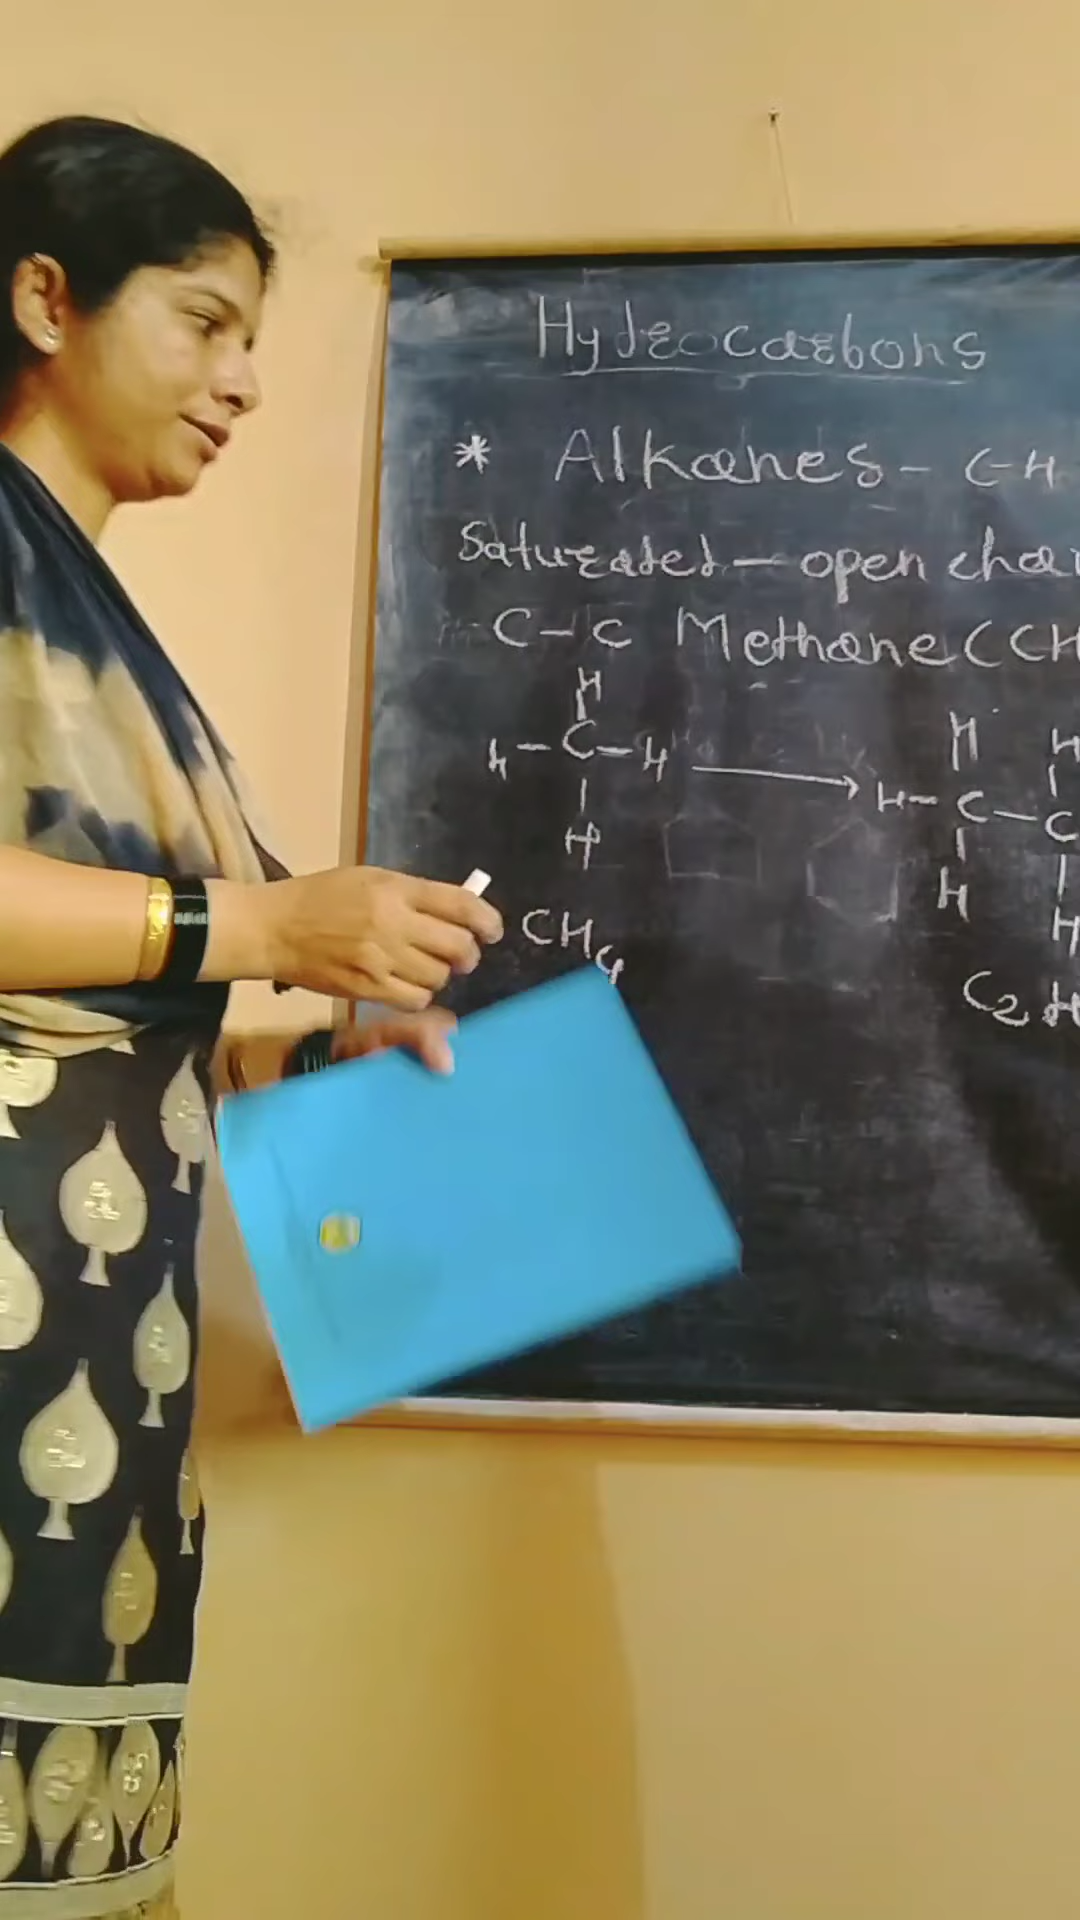 Hydrocarbons
* Alkanes - C-H
Saturated - open chai
C-C Methane (CH
H
H-C-H → H H
H H-C-C
CH4 H H
C2H